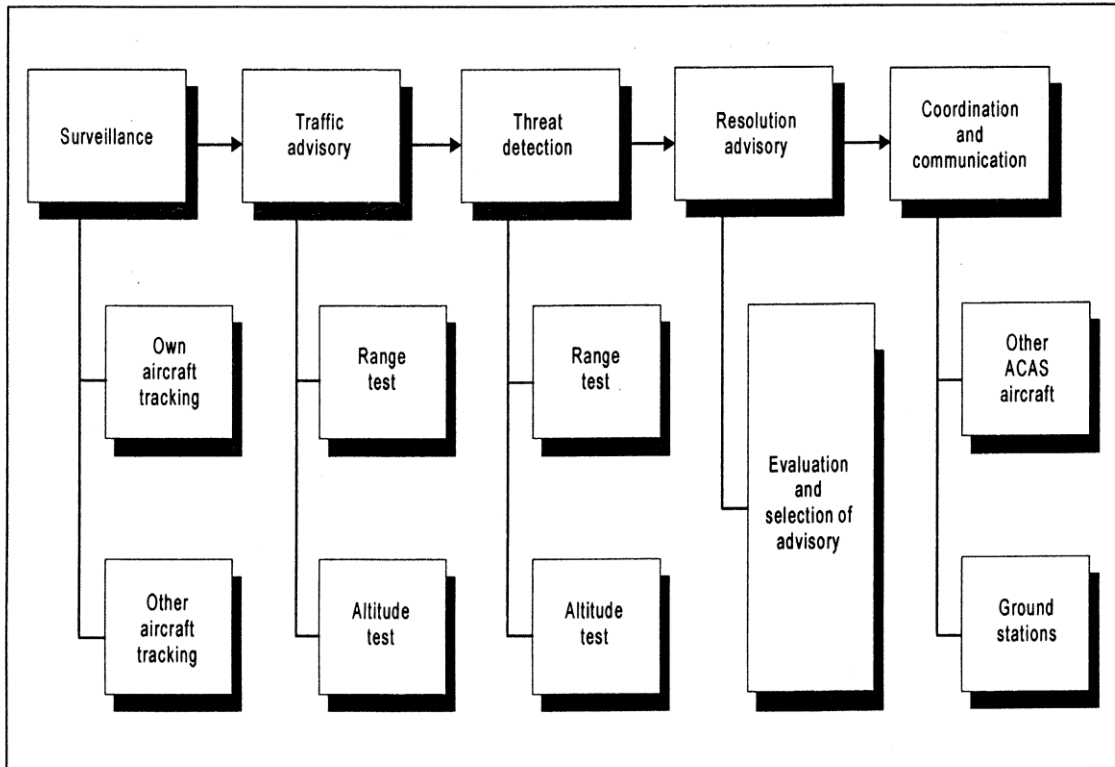 Surveillance
Traffic
advisory
Threat
detection
Resolution
advisory
Coordination
and
communication
Own
aircraft
tracking
Range
test
Range
test
Other
ACAS
aircraft
Evaluation
and
selection of
advisory
Other
aircraft
tracking
Altitude
test
Altitude
test
Ground
stations